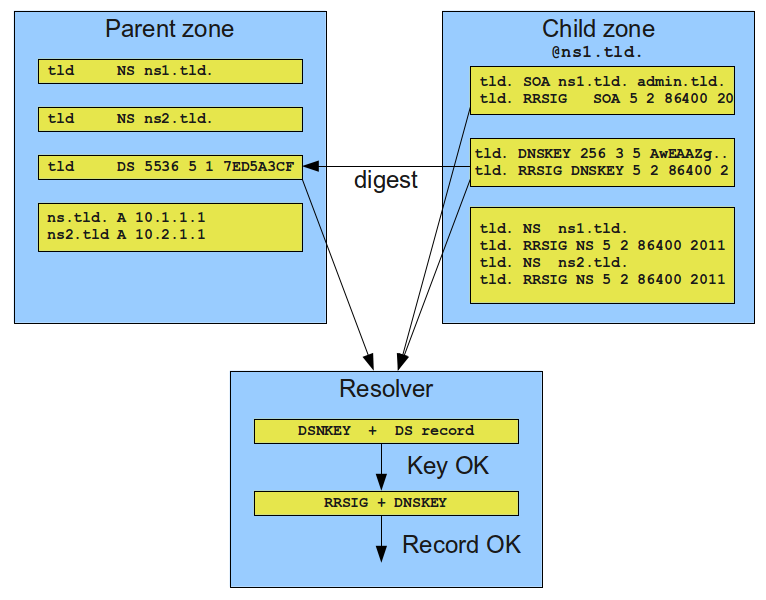 Parent zone
tld NS ns1.tld.
tld NS ns2.tld.
tld DS 5536 5 1 7ED5A3CF
ns.tld. A 10.1.1.1
ns2.tld A 10.2.1.1
digest
Child zone
@ns1.tld.
tld. SOA ns1.tld. admin.tld.
tld. RRSIG SOA 5 2 86400 20
tld. DNSKEY 256 3 5 AwEAAZg..
tld. RRSIG DNSKEY 5 2 86400 2
tld. NS ns1.tld.
tld. RRSIG NS 5 2 86400 2011
tld. NS ns2.tld.
tld. RRSIG NS 5 2 86400 2011
Resolver
DSNKEY + DS record
Key OK
RRSIG + DNSKEY
Record OK